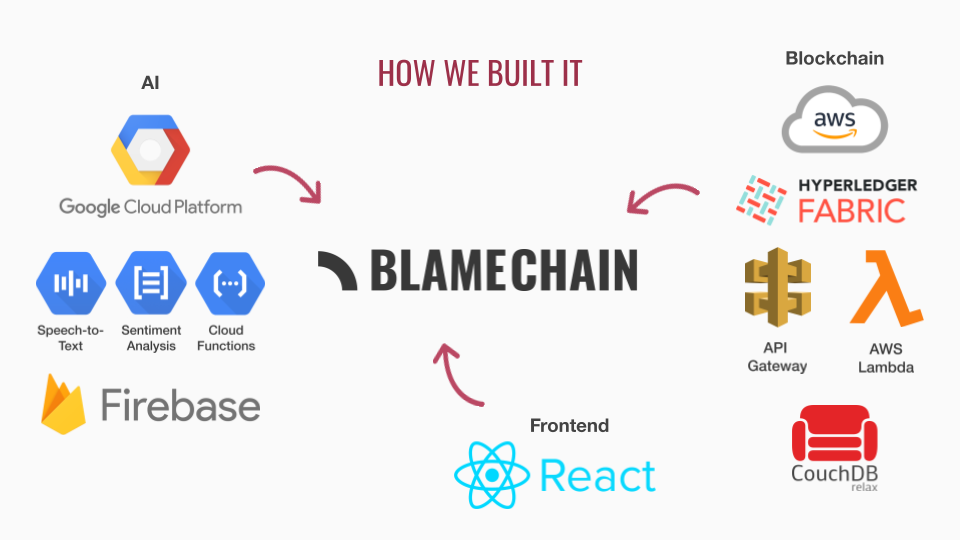 HOW WE BUILT IT
AI
Google Cloud Platform
Speech-to-
Text
Sentiment
Analysis
Cloud
Functions
Firebase
BLAMECHAIN
Frontend
React
Blockchain
aws
HYPERLEDGER
FABRIC
API
Gateway
AWS
Lambda
CouchDB
relax